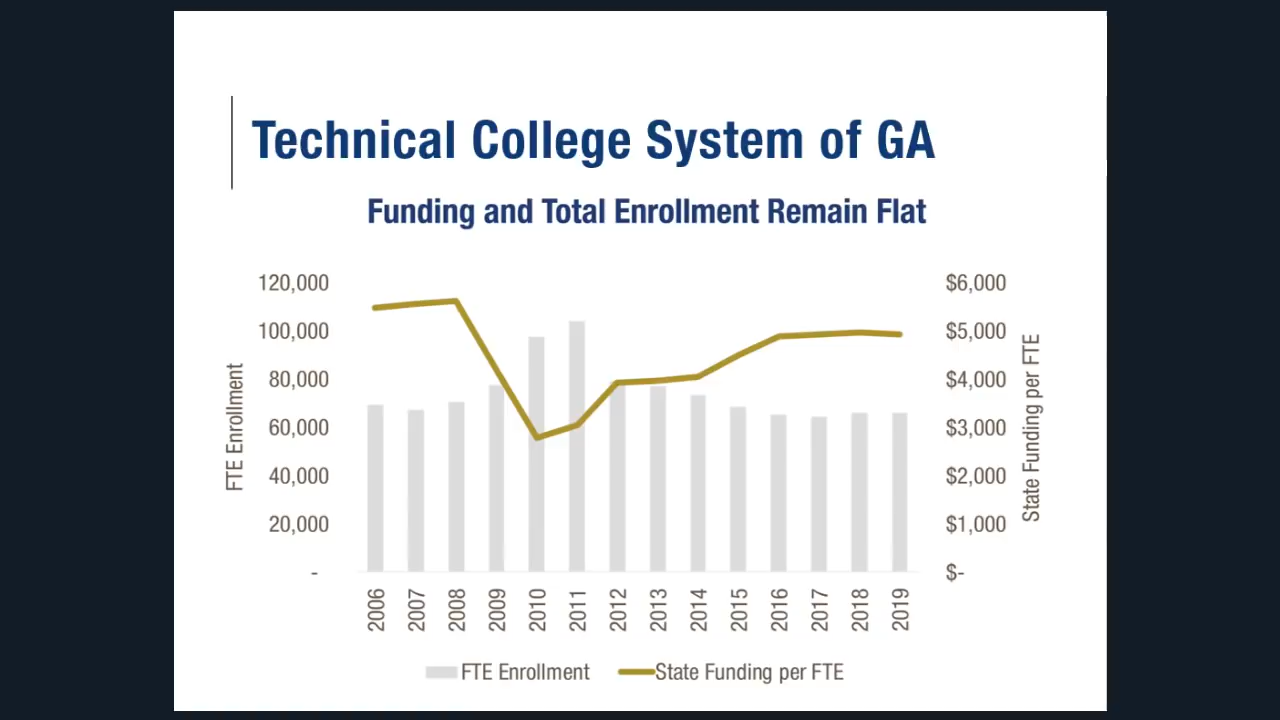 Technical College System of GA
Funding and Total Enrollment Remain Flat
120,000
100,000
80,000
60,000
40,000
20,000
-
FTE Enrollment
$6,000
$5,000
$4,000
$3,000
$2,000
$1,000
$-
State Funding per FTE
2006 2007 2008 2009 2010 2011 2012 2013 2014 2015 2016 2017 2018 2019
FTE Enrollment State Funding per FTE